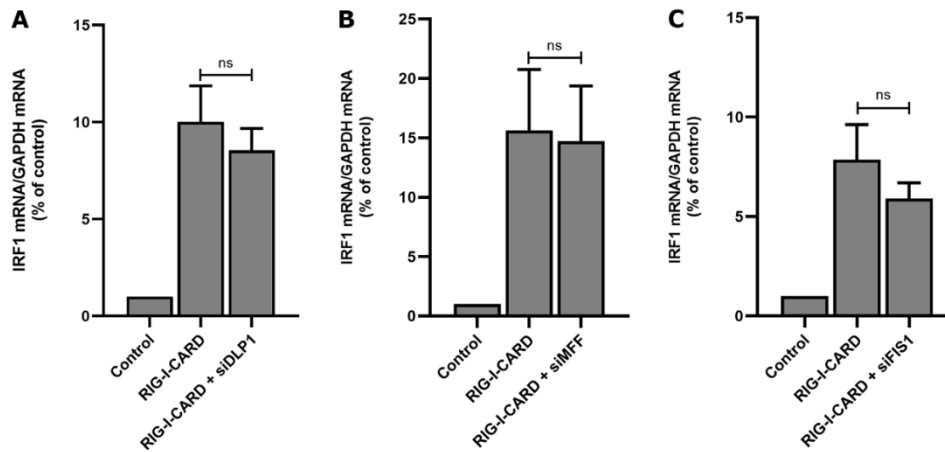 A
IRF1 mRNA/GAPDH mRNA
(% of control)
15
10
5
0
ns
Control
RIG-I-CARD
RIG-I-CARD + siDLP1
B
IRF1 mRNA/GAPDH mRNA
(% of control)
25
20
15
10
5
0
ns
Control
RIG-I-CARD
RIG-I-CARD + siMFF
C
IRF1 mRNA/GAPDH mRNA
(% of control)
15
10
5
0
ns
Control
RIG-I-CARD
RIG-I-CARD + siFIS1